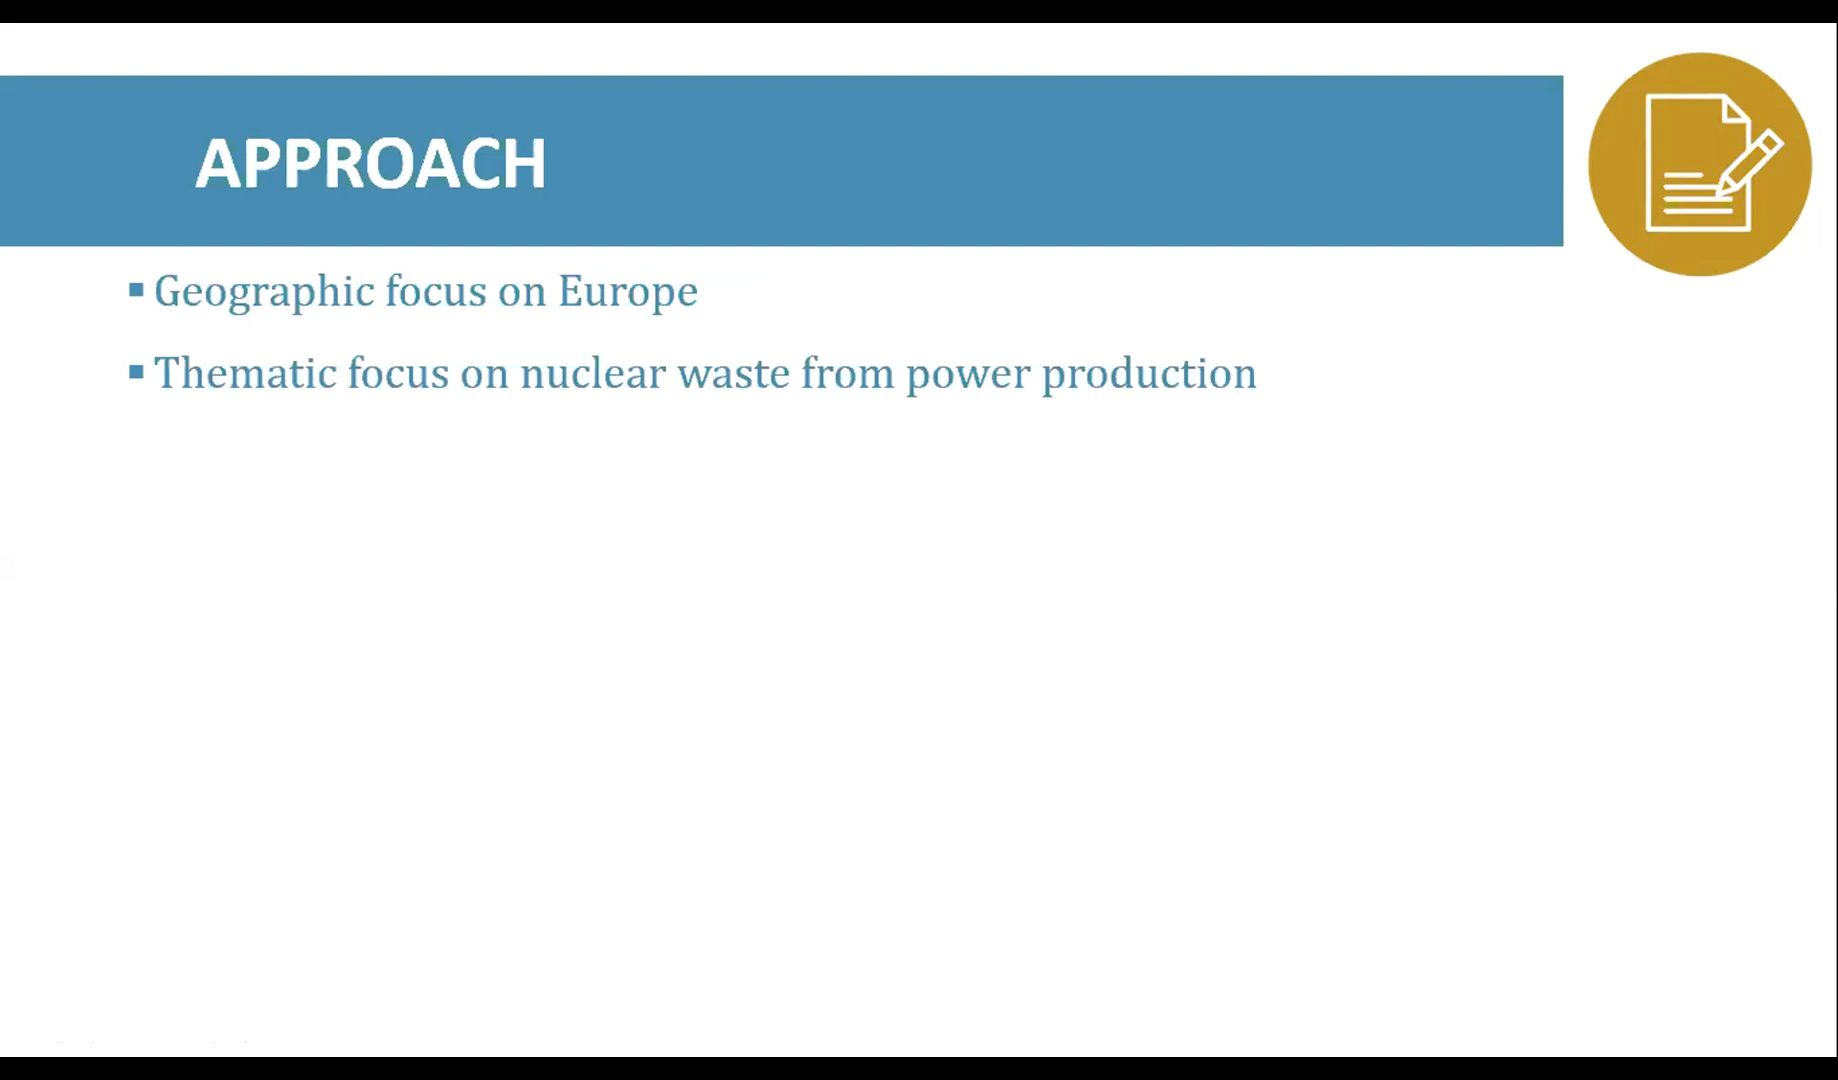 APPROACH
▪ Geographic focus on Europe
▪ Thematic focus on nuclear waste from power production